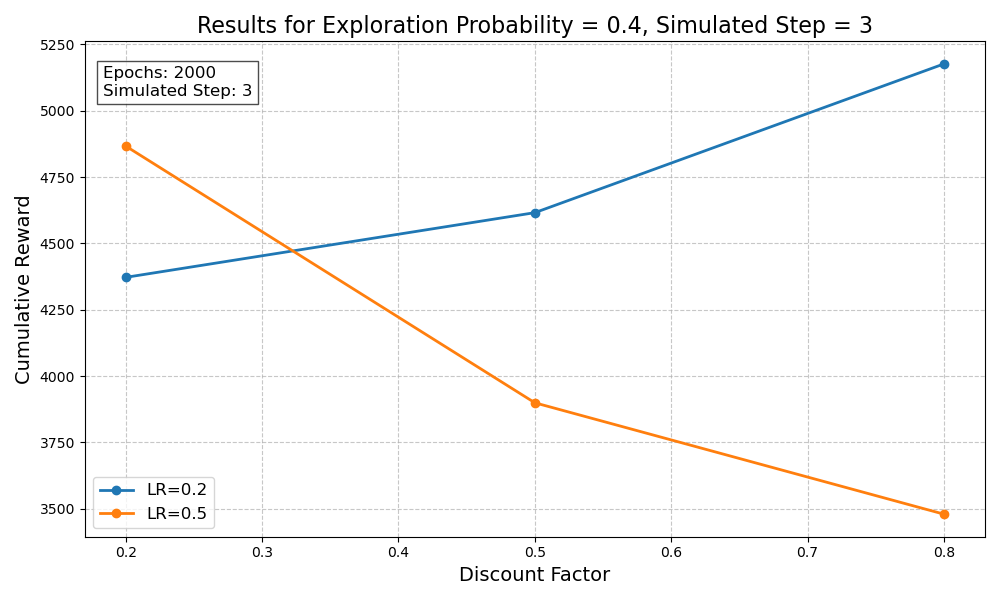 Results for Exploration Probability = 0.4, Simulated Step = 3
Epochs: 2000
Simulated Step: 3
5250
5000
4750
4500
4250
4000
3750
3500
Cumulative Reward
LR=0.2
LR=0.5
0.2 0.3 0.4 0.5 0.6 0.7 0.8
Discount Factor